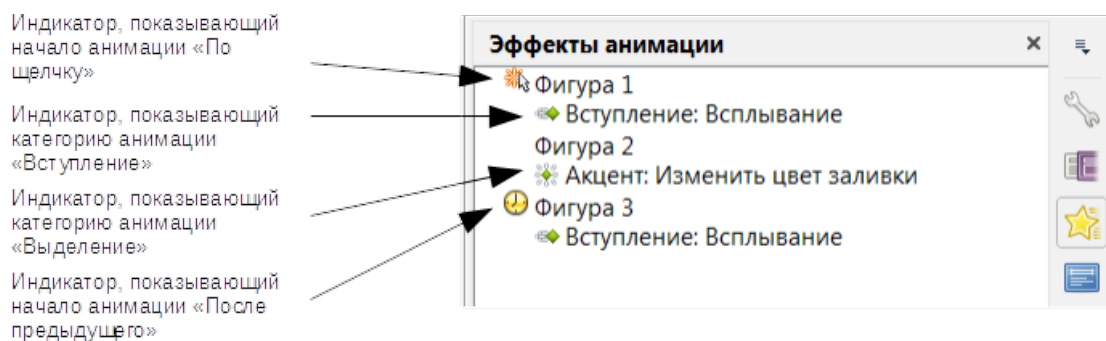 Индикатор, показывающий
начало анимации «По
щелчку»
Индикатор, показывающий
категорию анимации
«Вступление»
Индикатор, показывающий
категорию анимации
«Выделение»
Индикатор, показывающий
начало анимации «После
предыдущего»
Эффекты анимации
Фигура 1
Вступление: Всплывание
Фигура 2
Акцент: Изменить цвет заливки
Фигура 3
Вступление: Всплывание